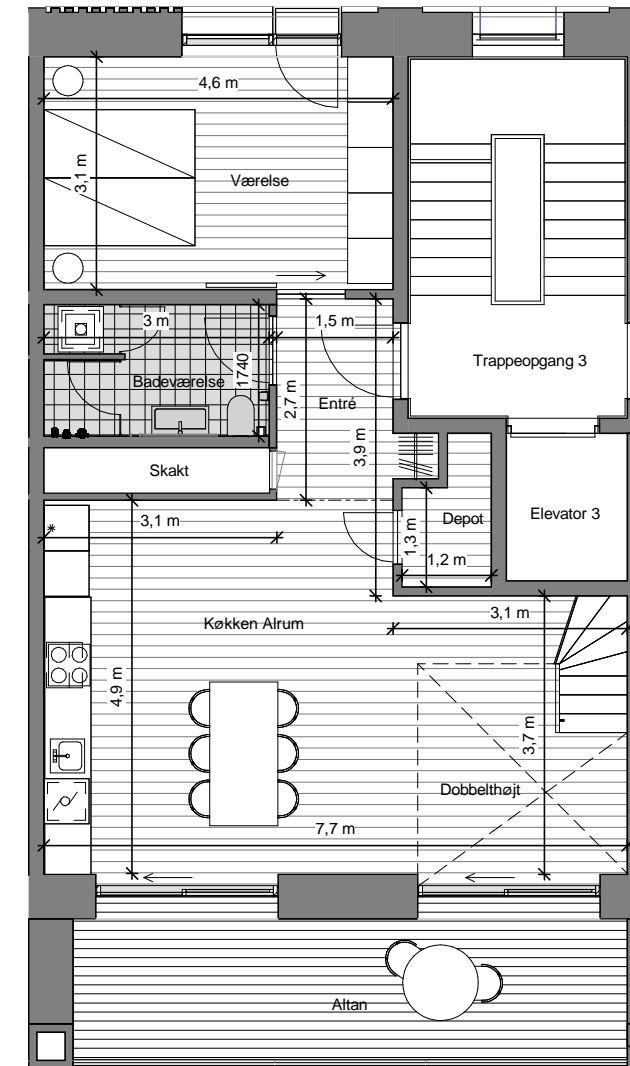 4,6 m
3,1 m
Værelse
3 m
1,5 m
Trappeopgang 3
Badeværelse
1740
2,7 m
Entré
3,9 m
Skakt
Depot
Elevator 3
3,1 m
1,3 m
1,2 m
Køkken Alrum
3,1 m
4,9 m
3,7 m
Dobbelthøjt
7,7 m
Altan